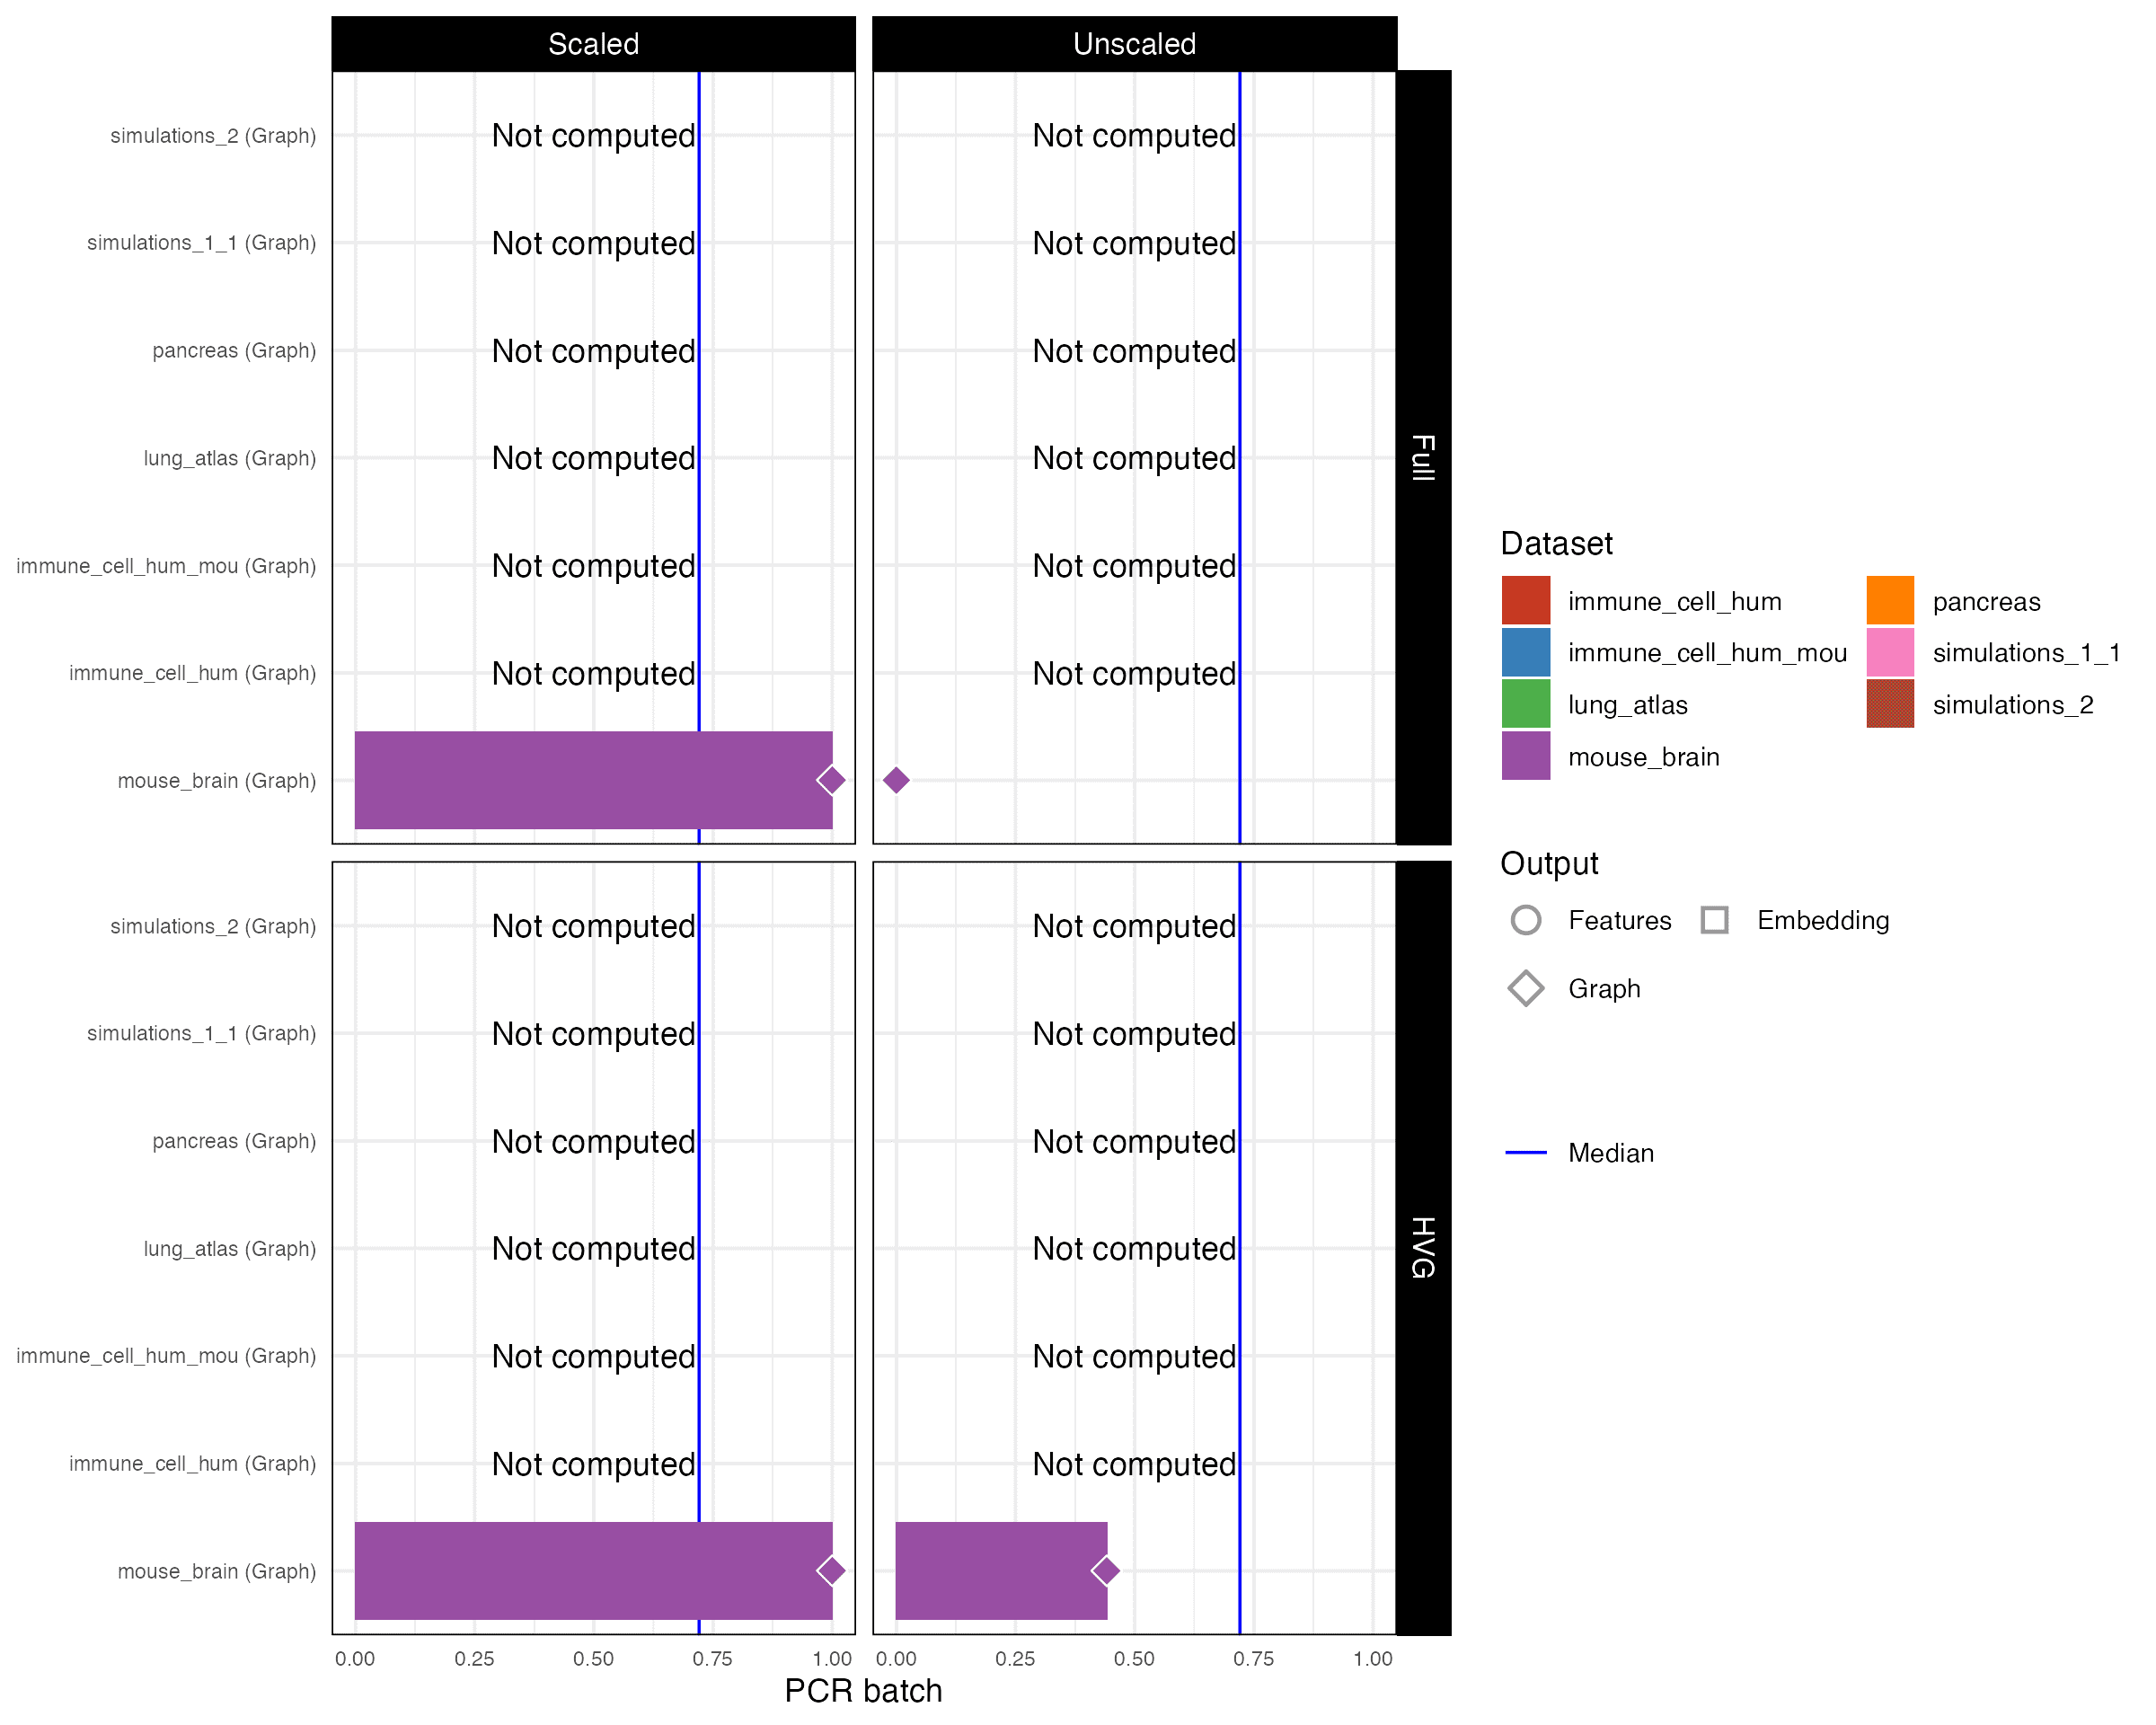 Scaled
Unscaled
simulations_2 (Graph)
Not computed
Not computed
simulations_1_1 (Graph)
Not computed
Not computed
pancreas (Graph)
Not computed
Not computed
lung_atlas (Graph)
Not computed
Not computed
immune_cell_hum_mou (Graph)
Not computed
Not computed
immune_cell_hum (Graph)
Not computed
Not computed
mouse_brain (Graph)
Full
simulations_2 (Graph)
Not computed
Not computed
simulations_1_1 (Graph)
Not computed
Not computed
pancreas (Graph)
Not computed
Not computed
lung_atlas (Graph)
Not computed
Not computed
immune_cell_hum_mou (Graph)
Not computed
Not computed
immune_cell_hum (Graph)
Not computed
Not computed
mouse_brain (Graph)
HVG
0.00 0.25 0.50 0.75 1.00
0.00 0.25 0.50 0.75 1.00
PCR batch
Dataset
immune_cell_hum
immune_cell_hum_mou
lung_atlas
mouse_brain
pancreas
simulations_1_1
simulations_2
Output
Features
Embedding
Graph
Median